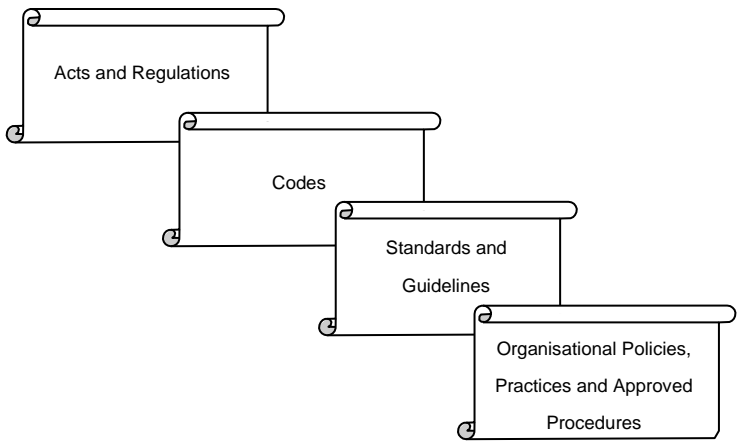 Acts and Regulations
Codes
Standards and
Guidelines
Organisational Policies,
Practices and Approved
Procedures